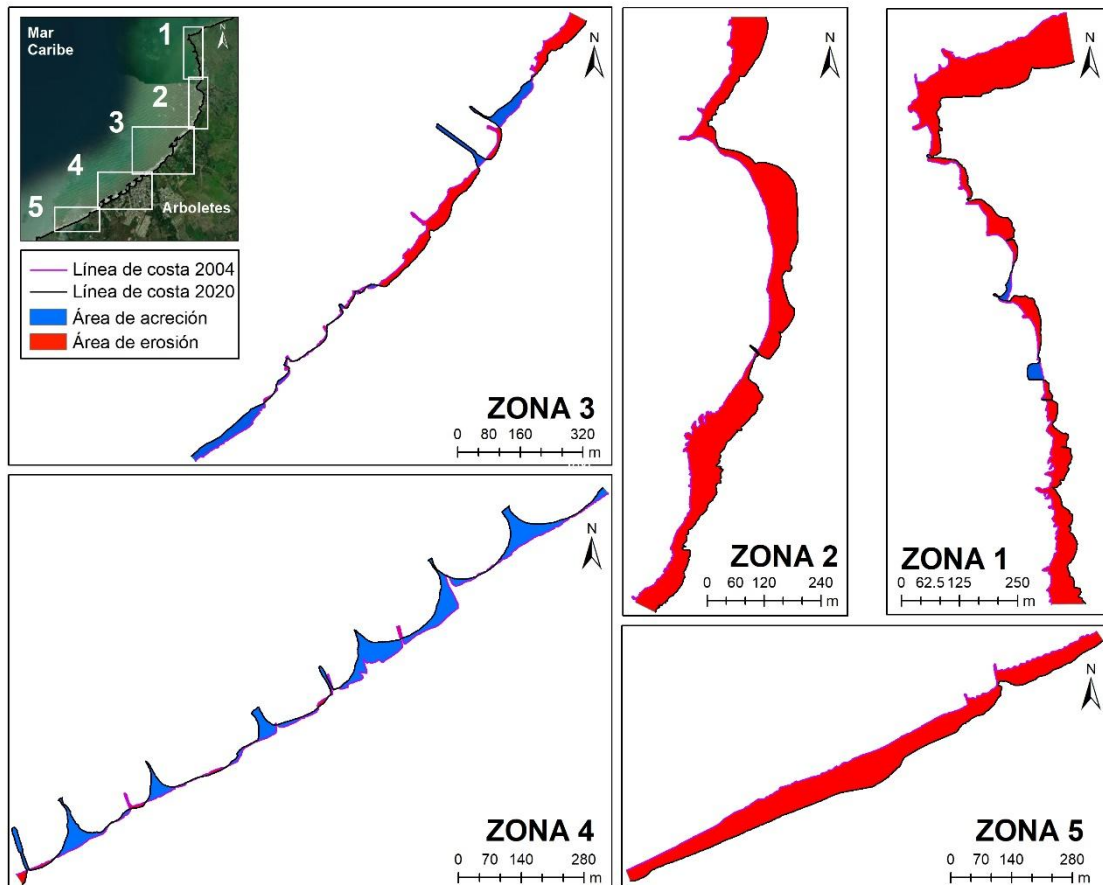 Mar
Caribe
1
N
2
3
4
5
Arboletes
Línea de costa 2004
Línea de costa 2020
Área de acreción
Área de erosión
N
ZONA 3
0 80 160 320
m
N
ZONA 2
0 60 120 240
m
N
ZONA 1
0 62.5 125 250
m
N
ZONA 4
0 70 140 280
m
N
ZONA 5
0 70 140 280
m